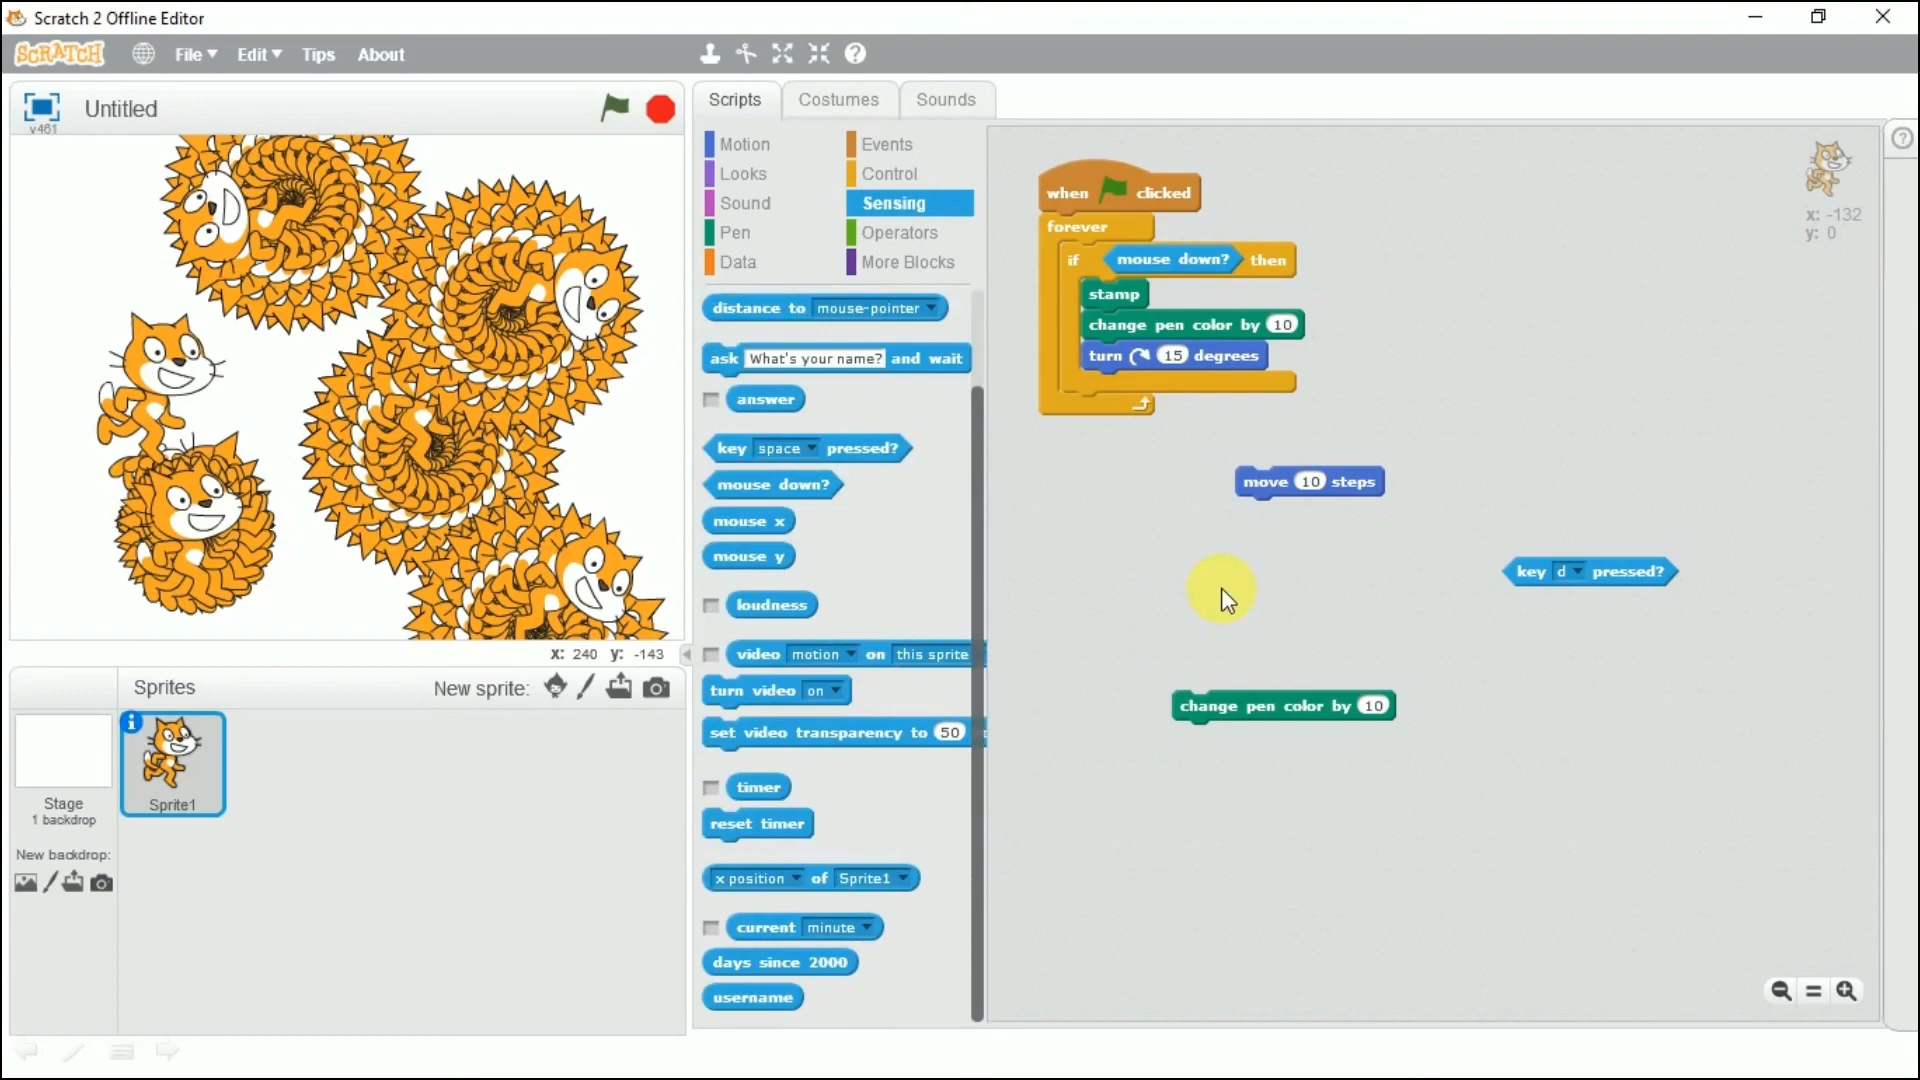 Scratch 2 Offline Editor
SCRATCH
File
Edit
Tips
About
v461
Untitled
x: 240 y: -143
Sprites
New sprite:
Stage
1 backdrop
New backdrop:
Sprite1
Scripts
Costumes
Sounds
Motion
Events
Looks
Control
Sound
Sensing
Pen
Operators
Data
More Blocks
distance to mouse-pointer
ask What's your name? and wait
answer
key space pressed?
mouse down?
mouse x
mouse y
loudness
video motion on this sprite
turn video on
set video transparency to 50
timer
reset timer
x position of Sprite1
current minute
days since 2000
username
when clicked
forever
if mouse down? then
stamp
change pen color by 10
turn 15 degrees
move 10 steps
key d pressed?
change pen color by 10
x: -132
y: 0